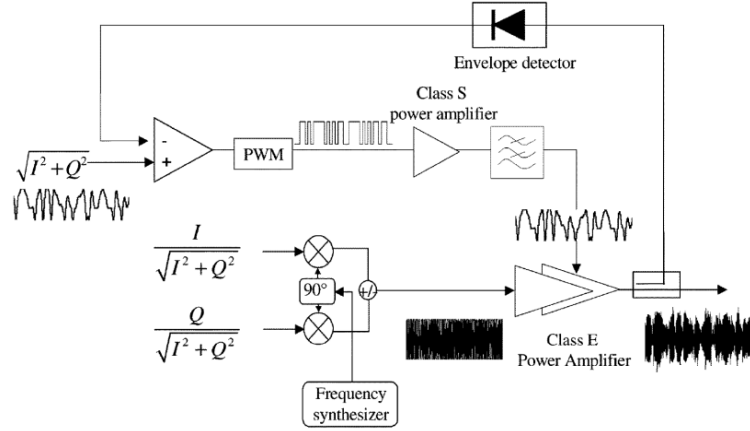 Envelope detector
Class S
power amplifier
-
+
PWM
√(I² + Q²)
I
√(I² + Q²)
90°
+/-
Q
√(I² + Q²)
Class E
Power Amplifier
Frequency
synthesizer